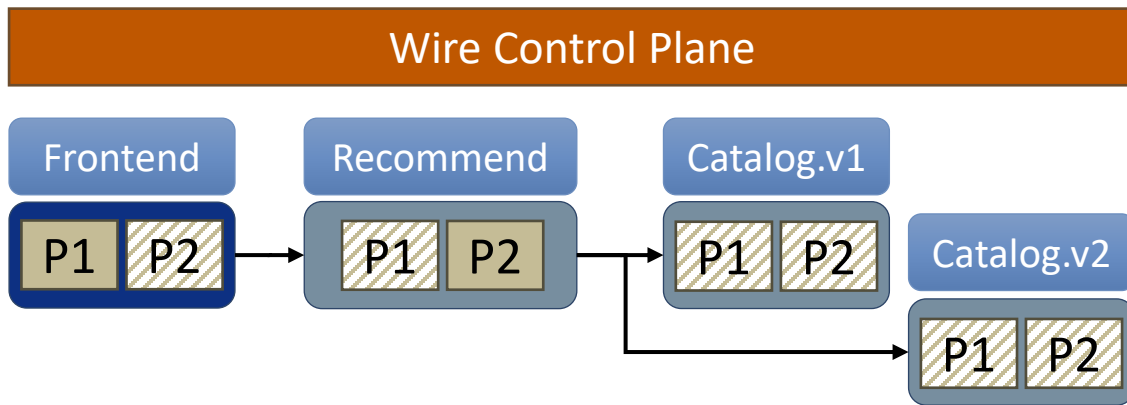 Wire Control Plane
Frontend
Recommend
Catalog.v1
P1 P2
P1 P2
P1 P2
Catalog.v2
P1 P2